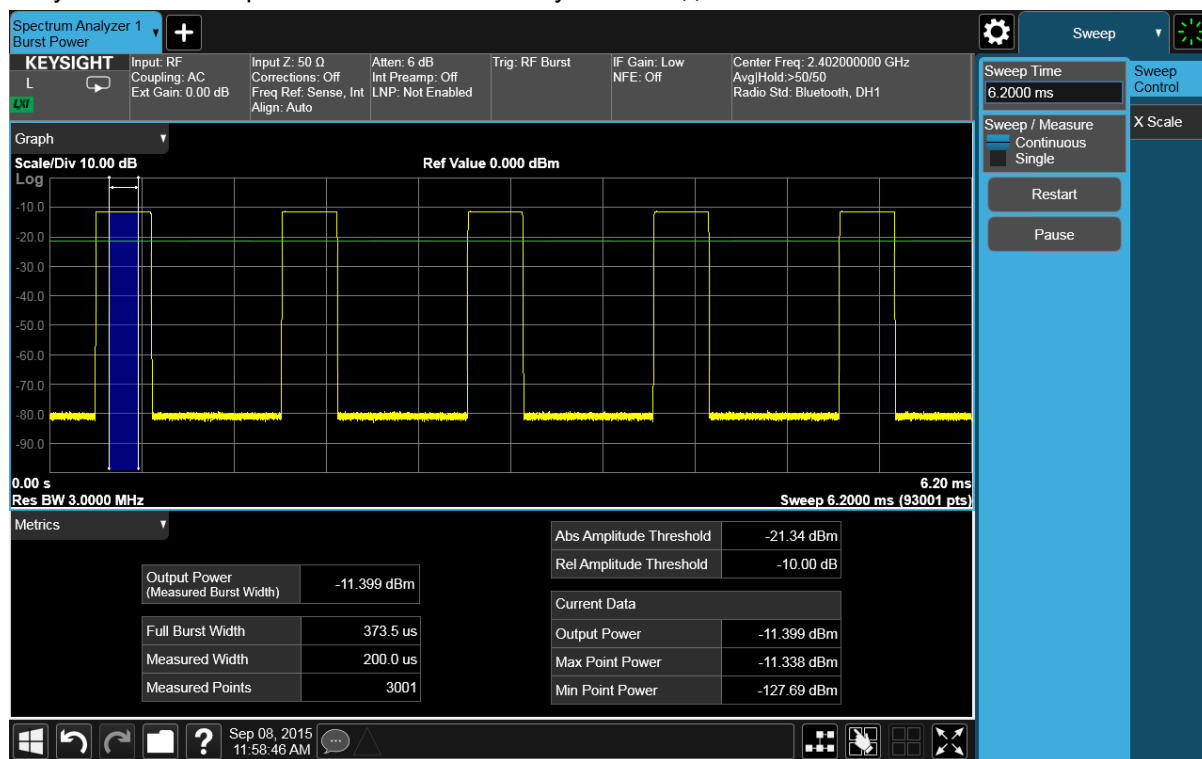 Spectrum Analyzer 1
Burst Power
Sweep
KEYSIGHT
L
LXI
Input: RF
Coupling: AC
Ext Gain: 0.00 dB
Input Z: 50 Ω
Corrections: Off
Freq Ref: Sense, Int
Align: Auto
Atten: 6 dB
Int Preamp: Off
LNP: Not Enabled
Trig: RF Burst
IF Gain: Low
NFE: Off
Center Freq: 2.402000000 GHz
Avg|Hold:>50/50
Radio Std: Bluetooth, DH1
Sweep Time
6.2000 ms
Sweep Control
Sweep / Measure
Continuous
Single
X Scale
Restart
Pause
Graph
Scale/Div 10.00 dB
Ref Value 0.000 dBm
Log
-10.0
-20.0
-30.0
-40.0
-50.0
-60.0
-70.0
-80.0
-90.0
0.00 s
6.20 ms
Res BW 3.0000 MHz
Sweep 6.2000 ms (93001 pts)
Metrics
Output Power
(Measured Burst Width)
-11.399 dBm
Full Burst Width 373.5 us
Measured Width 200.0 us
Measured Points 3001
Abs Amplitude Threshold -21.34 dBm
Rel Amplitude Threshold -10.00 dB
Current Data
Output Power -11.399 dBm
Max Point Power -11.338 dBm
Min Point Power -127.69 dBm
?
Sep 08, 2015
11:58:46 AM